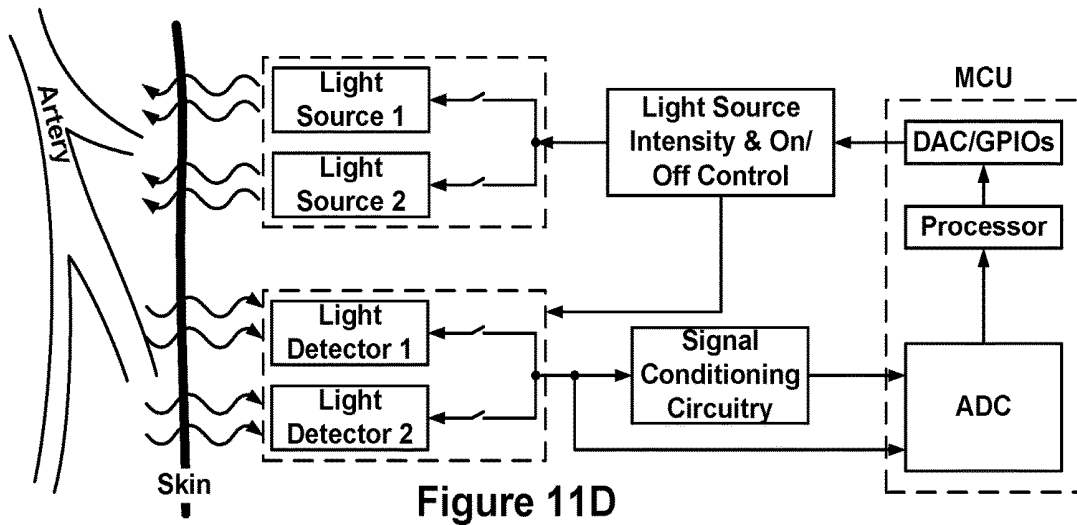 Artery
Skin
Light
Source 1
Light
Source 2
Light
Detector 1
Light
Detector 2
Light Source
Intensity & On/
Off Control
Signal
Conditioning
Circuitry
MCU
DAC/GPIOs
Processor
ADC
Figure 11D